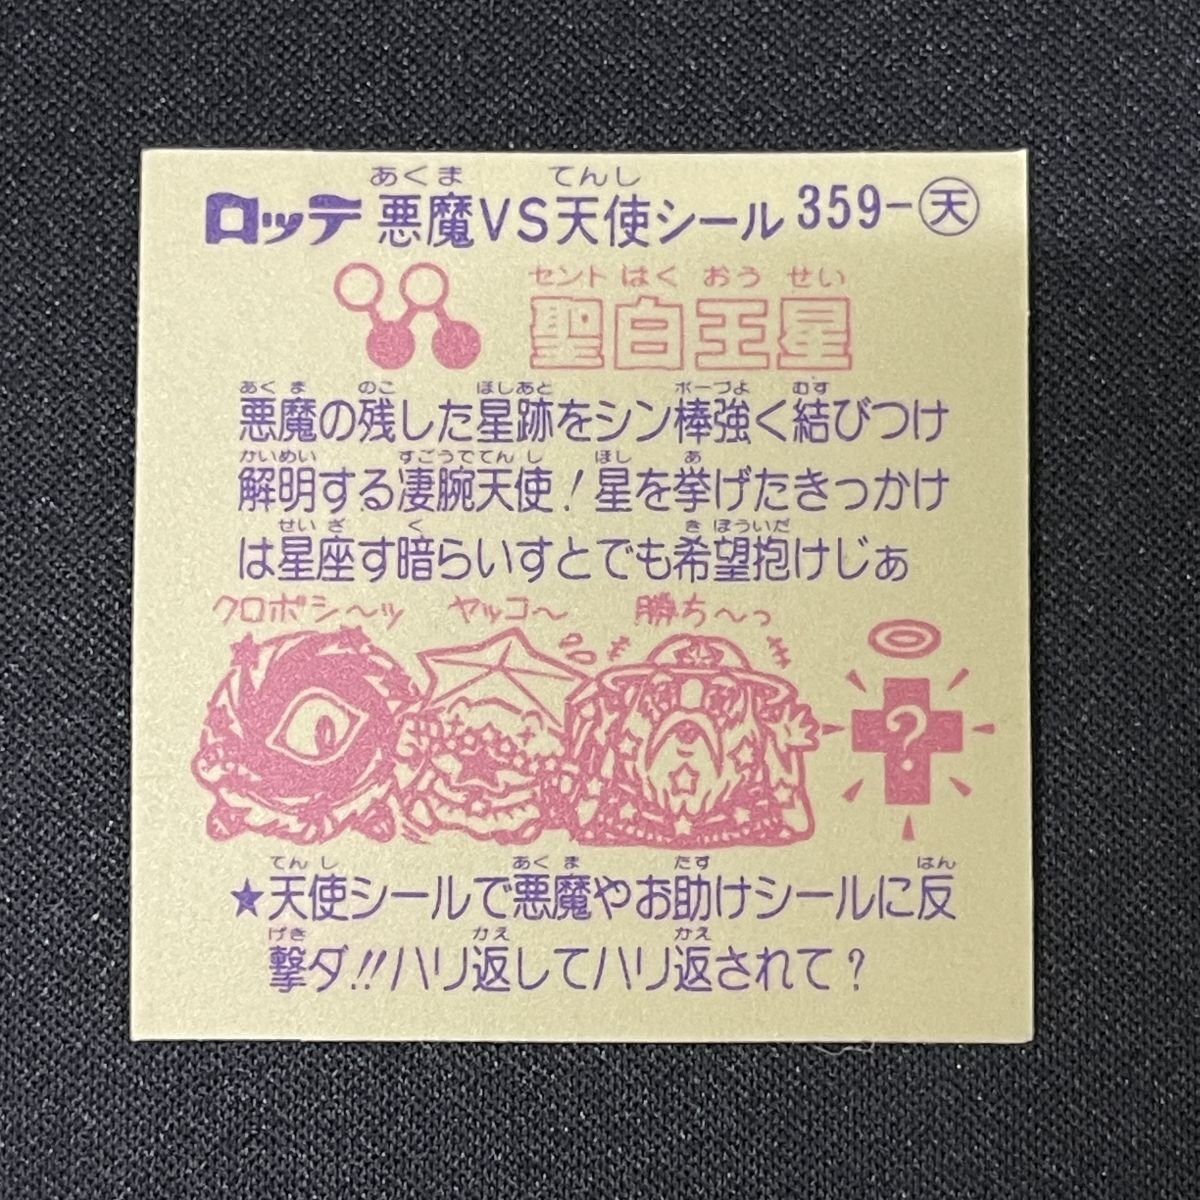 あくま てんし
ロッテ 悪魔VS天使シール 359-天
セント はく おう せい
聖白王星
あくま のこ ほしあと ボーづよ むす
悪魔の残した星跡をシン棒強く結びつけ
かいめい すごうでてんし ほし あ
解明する凄腕天使!星を挙げたきっかけ
せいざ く きぼういだ
は星座す暗らいすとでも希望抱けじぁ
クロボシ〜ッ ヤッコ〜 勝ち〜っ
?
てんし あくま たす はん
★天使シールで悪魔やお助けシールに反
げき かえ かえ
撃ダ!!ハリ返してハリ返されて?